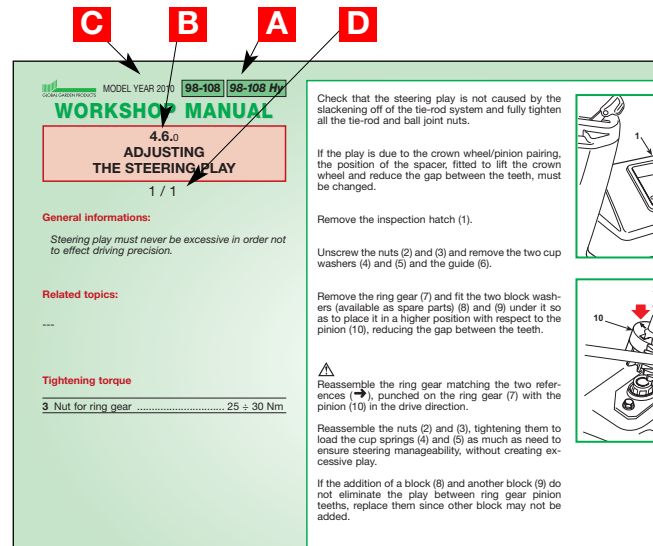 C B A D
GLOBAL GARDEN PRODUCTS
MODEL YEAR 2010 98-108 98-108 Hy
WORKSHOP MANUAL
4.6.0
ADJUSTING
THE STEERING PLAY
1 / 1
General informations:
Steering play must never be excessive in order not
to effect driving precision.
Related topics:
---
Tightening torque
3 Nut for ring gear ........................... 25 ÷ 30 Nm
Check that the steering play is not caused by the
slackening off of the tie-rod system and fully tighten
all the tie-rod and ball joint nuts.
If the play is due to the crown wheel/pinion pairing,
the position of the spacer, fitted to lift the crown
wheel and reduce the gap between the teeth, must
be changed.
Remove the inspection hatch (1).
Unscrew the nuts (2) and (3) and remove the two cup
washers (4) and (5) and the guide (6).
Remove the ring gear (7) and fit the two block wash-
ers (available as spare parts) (8) and (9) under it so
as to place it in a higher position with respect to the
pinion (10), reducing the gap between the teeth.
Reassemble the ring gear matching the two refer-
ences (➜), punched on the ring gear (7) with the
pinion (10) in the drive direction.
Reassemble the nuts (2) and (3), tightening them to
load the cup springs (4) and (5) as much as need to
ensure steering manageability, without creating ex-
cessive play.
If the addition of a block (8) and another block (9) do
not eliminate the play between ring gear pinion
teeths, replace them since other block may not be
added.
1
10